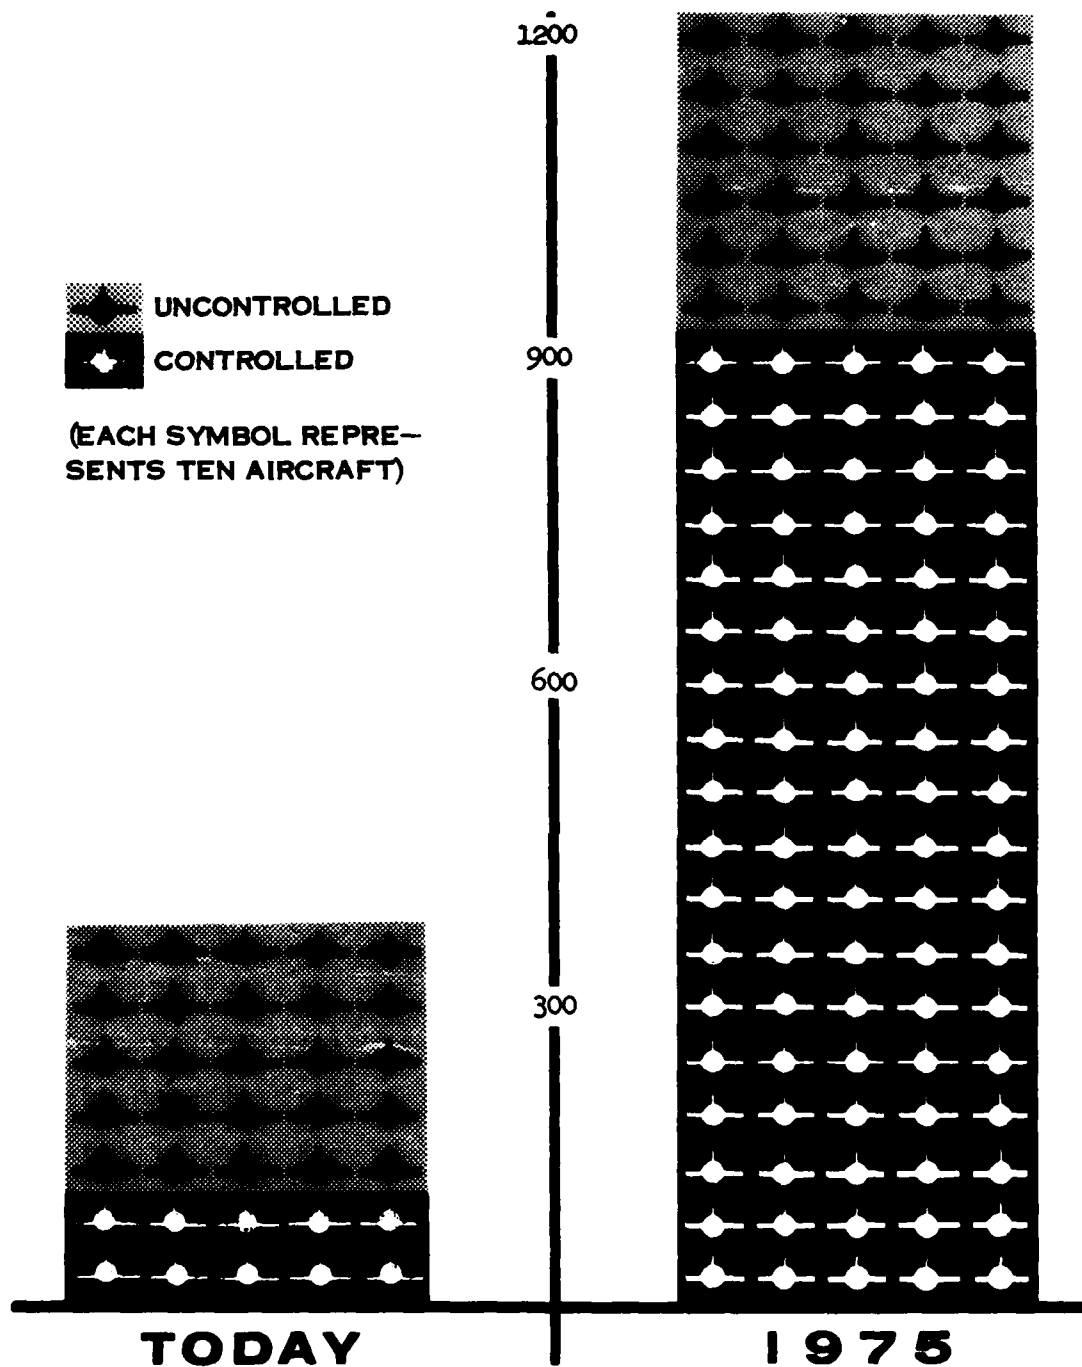 1200
UNCONTROLLED
CONTROLLED
900
(EACH SYMBOL REPRE-
SENTS TEN AIRCRAFT)
600
300
TODAY
1975